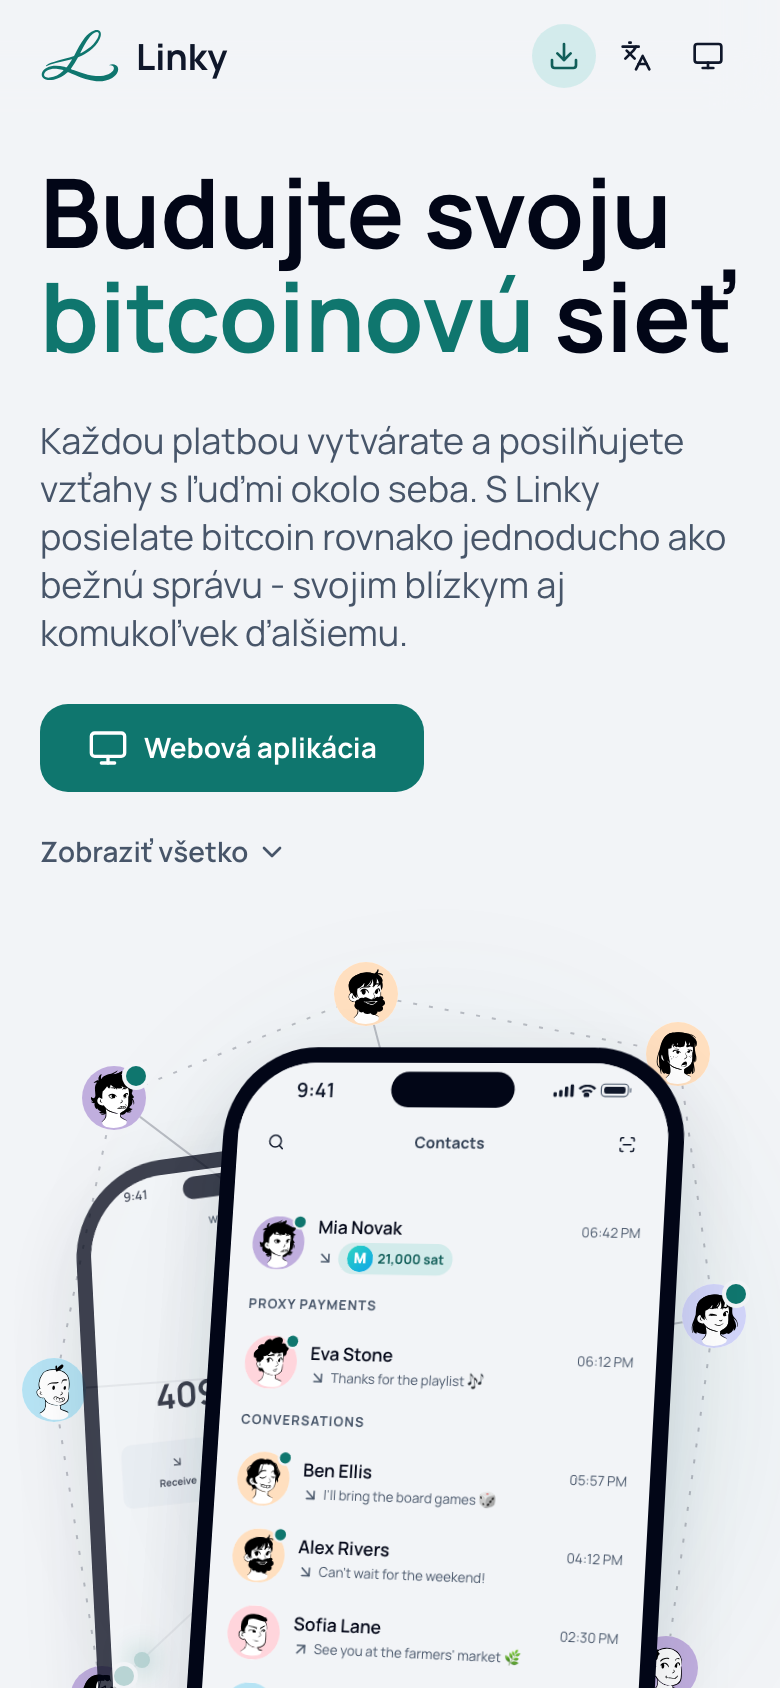 Linky
Budujte svoju
bitcoinovú sieť
Každou platbou vytvárate a posilňujete
vzťahy s ľuďmi okolo seba. S Linky
posielate bitcoin rovnako jednoducho ako
bežnú správu - svojim blízkym aj
komukoľvek ďalšiemu.
Webová aplikácia
Zobraziť všetko
9:41
Contacts
Mia Novak
06:42 PM
M 21,000 sat
PROXY PAYMENTS
Eva Stone
06:12 PM
Thanks for the playlist 🎶
CONVERSATIONS
Ben Ellis
05:57 PM
I'll bring the board games 🎲
Alex Rivers
04:12 PM
Can't wait for the weekend!
Sofia Lane
02:30 PM
See you at the farmers' market 🌿
9:41
409
Receive